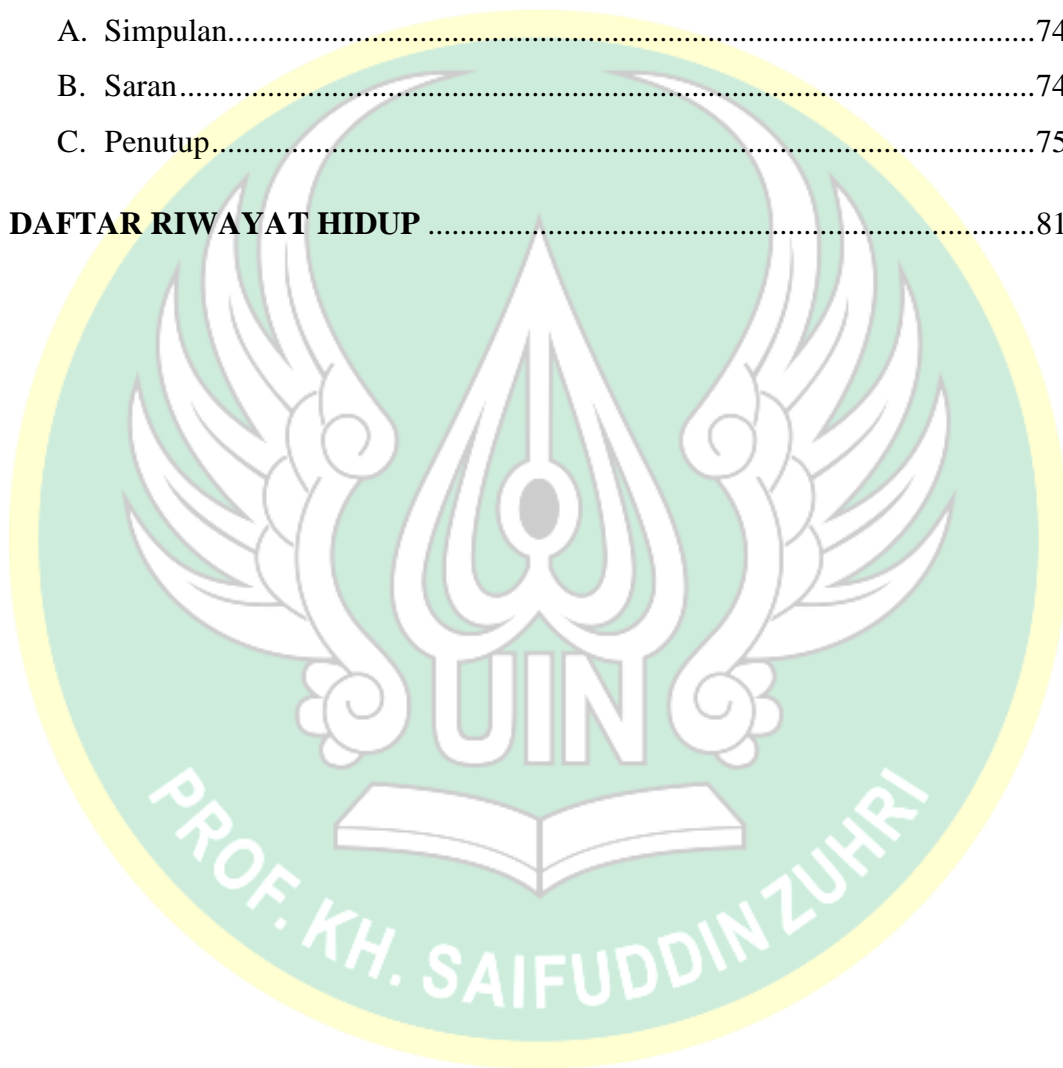 A. Simpulan....................................................................................................74
B. Saran..........................................................................................................74
C. Penutup......................................................................................................75
DAFTAR RIWAYAT HIDUP ...........................................................................81
UIN
PROF. KH. SAIFUDDIN ZUHRI